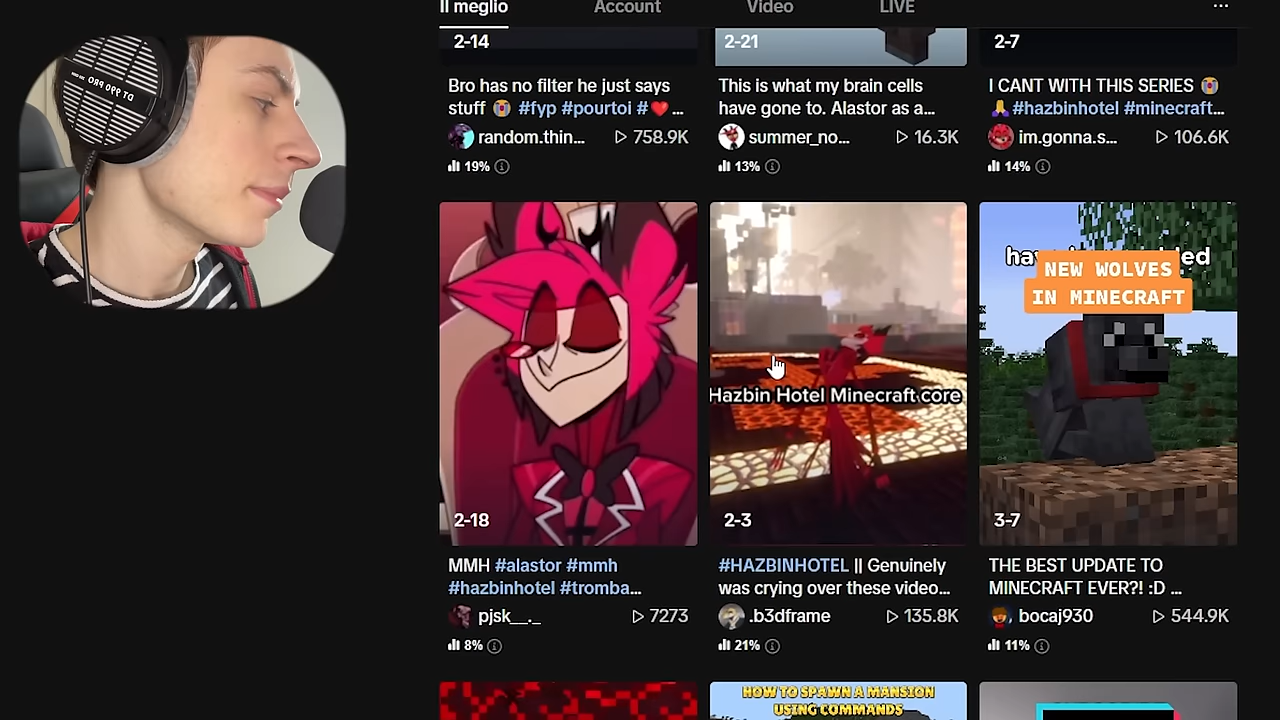 Il meglio
Account
Video
LIVE
DT 990 PRO
2-14
2-21
2-7
Bro has no filter he just says
stuff 😭 #fyp #pourtoi #❤️ ...
random.thin...
758.9K
19%
This is what my brain cells
have gone to. Alastor as a...
summer_no...
16.3K
13%
I CANT WITH THIS SERIES 😭
🙏#hazbinhotel #minecraft...
im.gonna.s...
106.6K
14%
2-18
MMH #alastor #mmh
#hazbinhotel #tromba...
pjsk__._
7273
8%
Hazbin Hotel Minecraft core
2-3
#HAZBINHOTEL || Genuinely
was crying over these video...
.b3dframe
135.8K
21%
NEW WOLVES
IN MINECRAFT
3-7
THE BEST UPDATE TO
MINECRAFT EVER?! :D ...
bocaj930
544.9K
11%
HOW TO SPAWN A MANSION
USING COMMANDS